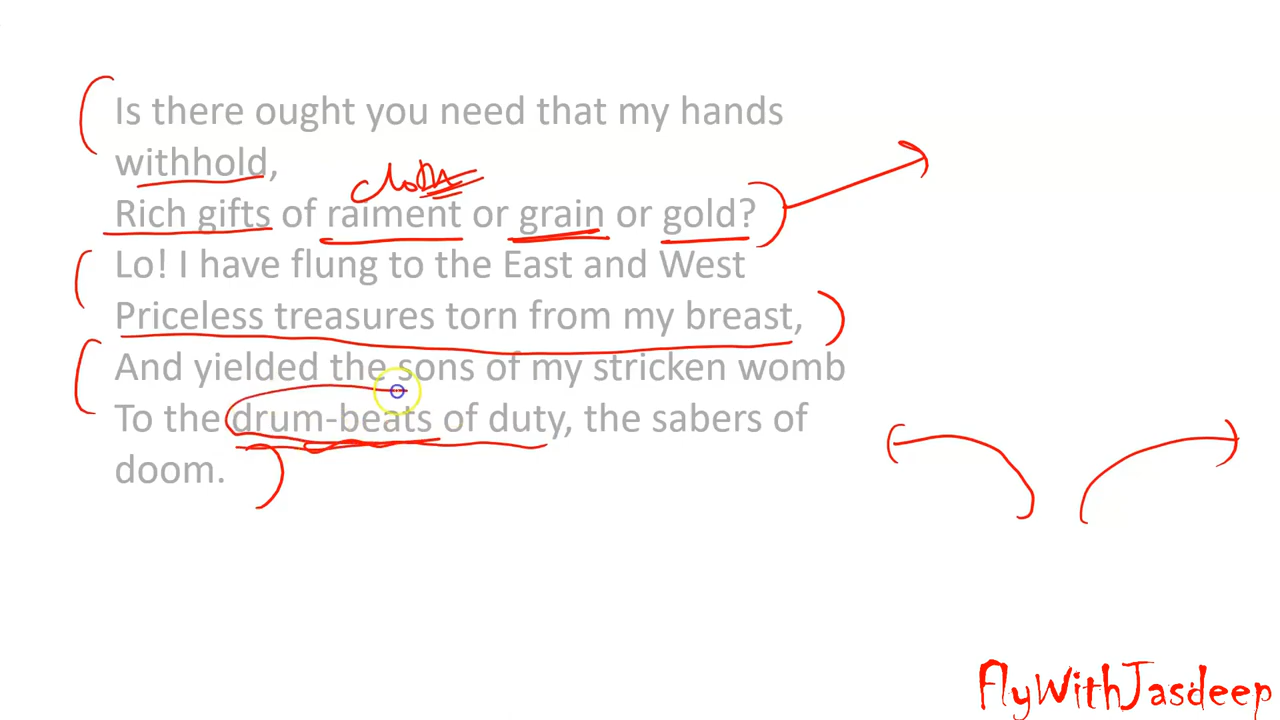 Is there ought you need that my hands
withhold,
cloths
Rich gifts of raiment or grain or gold?
Lo! I have flung to the East and West
Priceless treasures torn from my breast,
And yielded the sons of my stricken womb
To the drum-beats of duty, the sabers of
doom.
FlyWithJasdeep